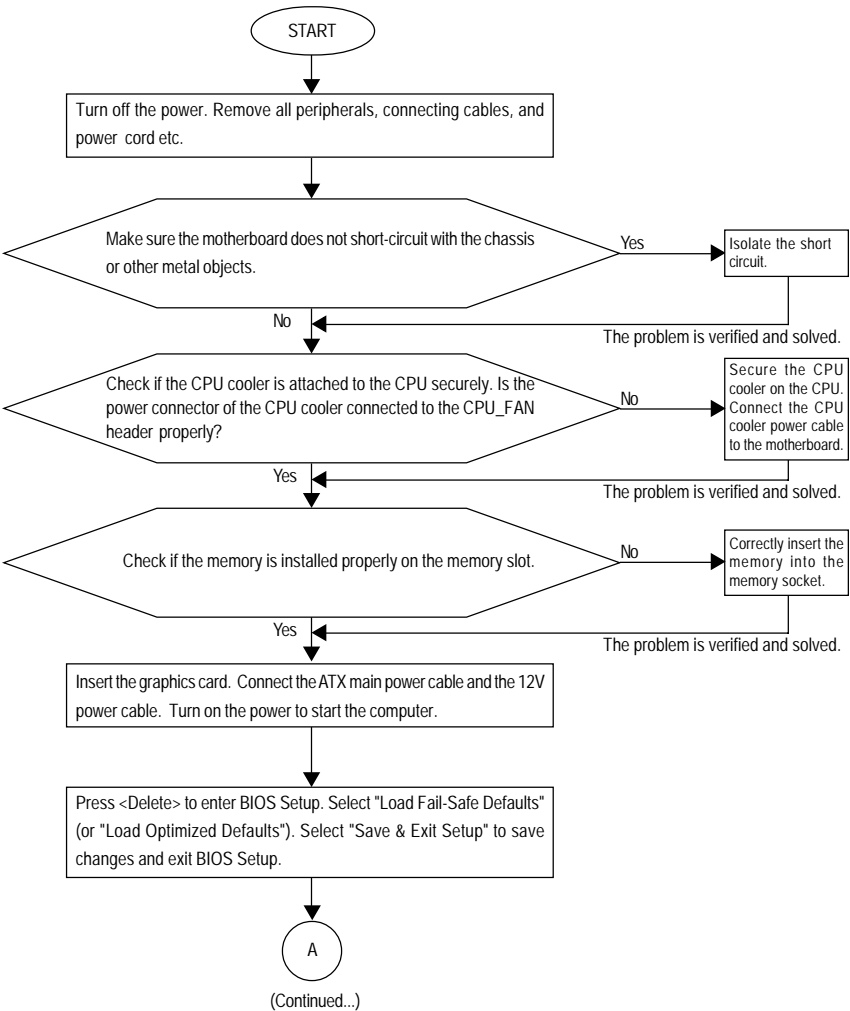 START
Turn off the power. Remove all peripherals, connecting cables, and
power cord etc.
Make sure the motherboard does not short-circuit with the chassis
or other metal objects.
Yes
Isolate the short
circuit.
No
The problem is verified and solved.
Check if the CPU cooler is attached to the CPU securely. Is the
power connector of the CPU cooler connected to the CPU_FAN
header properly?
No
Secure the CPU
cooler on the CPU.
Connect the CPU
cooler power cable
to the motherboard.
Yes
The problem is verified and solved.
Check if the memory is installed properly on the memory slot.
No
Correctly insert the
memory into the
memory socket.
Yes
The problem is verified and solved.
Insert the graphics card. Connect the ATX main power cable and the 12V
power cable. Turn on the power to start the computer.
Press <Delete> to enter BIOS Setup. Select "Load Fail-Safe Defaults"
(or "Load Optimized Defaults"). Select "Save & Exit Setup" to save
changes and exit BIOS Setup.
A
(Continued...)